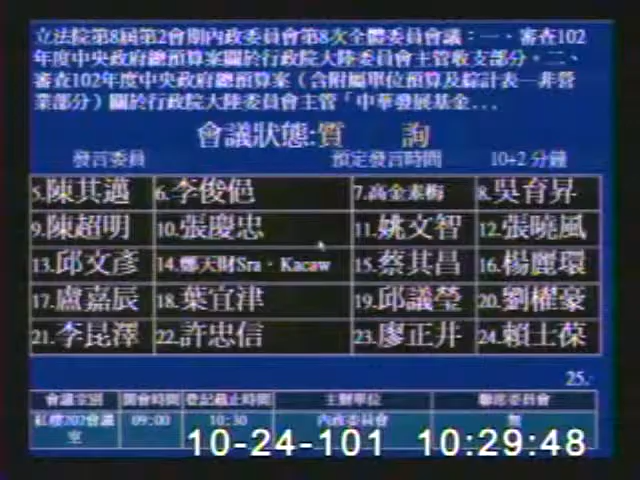 立法院第8屆第2會期內政委員會第8次全體委員會議：一、審查102
年度中央政府總預算案關於行政院大陸委員會主管收支部分。二、
審查102年度中央政府總預算案（含附屬單位預算及綜計表—非營
業部分）關於行政院大陸委員會主管「中華發展基金...
會議狀態:質 詢
發言委員 預定發言時間 10+2 分鐘
5.陳其邁 6.李俊俋 7.高金素梅 8.吳育昇
9.陳超明 10.張慶忠 11.姚文智 12.張曉風
13.邱文彥 14.鄭天財Sra．Kacaw 15.蔡其昌 16.楊麗環
17.盧嘉辰 18.葉宜津 19.邱議瑩 20.劉櫂豪
21.李昆澤 22.許忠信 23.廖正井 24.賴士葆
25.
會議室別 開會時間 登記截止時間 主辦單位 聯席委員會
紅樓202會議室 09:00 10:30 內政委員會 無
10-24-101 10:29:48